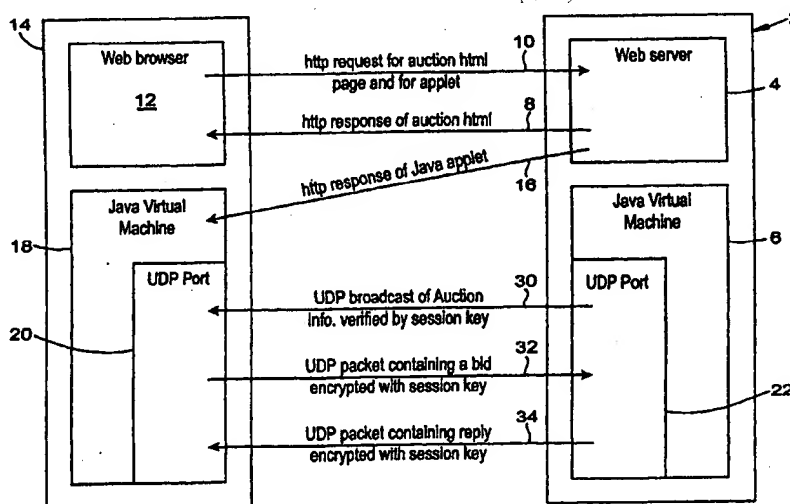 14
Web browser
12
http request for auction html
page and for applet
10
Web server
4
http response of auction html
8
http response of Java applet
16
Java Virtual
Machine
18
UDP Port
20
Java Virtual
Machine
6
UDP Port
22
UDP broadcast of Auction
Info. verified by session key
30
UDP packet containing a bid
encrypted with session key
32
UDP packet containing reply
encrypted with session key
34